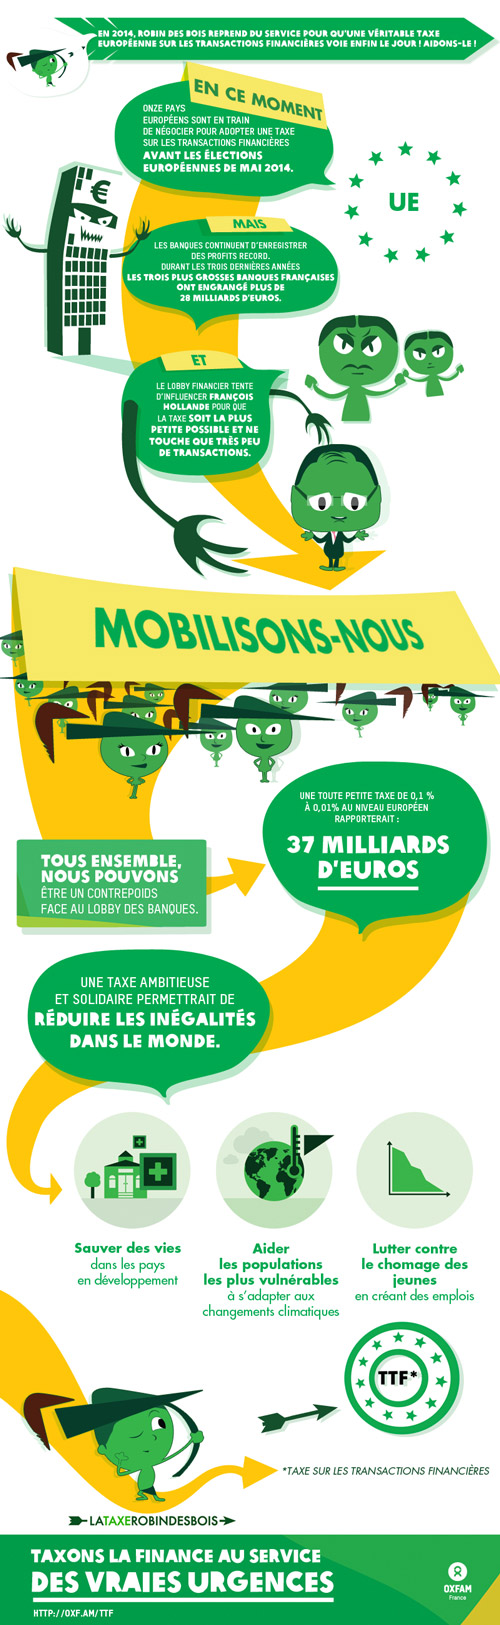 EN 2014, ROBIN DES BOIS REPREND DU SERVICE POUR QU'UNE VÉRITABLE TAXE
EUROPÉENNE SUR LES TRANSACTIONS FINANCIÈRES VOIE ENFIN LE JOUR ! AIDONS-LE !
EN CE MOMENT
ONZE PAYS
EUROPÉENS SONT EN TRAIN
DE NÉGOCIER POUR ADOPTER UNE TAXE
SUR LES TRANSACTIONS FINANCIÈRES
AVANT LES ÉLECTIONS
EUROPÉENNES DE MAI 2014.
€
UE
MAIS
LES BANQUES CONTINUENT D'ENREGISTRER
DES PROFITS RECORD.
DURANT LES TROIS DERNIÈRES ANNÉES
LES TROIS PLUS GROSSES BANQUES FRANÇAISES
ONT ENGRANGÉ PLUS DE
28 MILLIARDS D'EUROS.
ET
LE LOBBY FINANCIER TENTE
D'INFLUENCER FRANÇOIS
HOLLANDE POUR QUE
LA TAXE SOIT LA PLUS
PETITE POSSIBLE ET NE
TOUCHE QUE TRÈS PEU
DE TRANSACTIONS.
MOBILISONS-NOUS
UNE TOUTE PETITE TAXE DE 0,1 %
À 0,01% AU NIVEAU EUROPÉEN
RAPPORTERAIT :
37 MILLIARDS
D'EUROS
TOUS ENSEMBLE,
NOUS POUVONS
ÊTRE UN CONTREPOIDS
FACE AU LOBBY DES BANQUES.
UNE TAXE AMBITIEUSE
ET SOLIDAIRE PERMETTRAIT DE
RÉDUIRE LES INÉGALITÉS
DANS LE MONDE.
Sauver des vies
dans les pays
en développement
Aider
les populations
les plus vulnérables
à s'adapter aux
changements climatiques
Lutter contre
le chomage des
jeunes
en créant des emplois
TTF*
*TAXE SUR LES TRANSACTIONS FINANCIÈRES
LATAXEROBINDESBOIS
TAXONS LA FINANCE AU SERVICE
DES VRAIES URGENCES
HTTP://OXF.AM/TTF
OXFAM
France